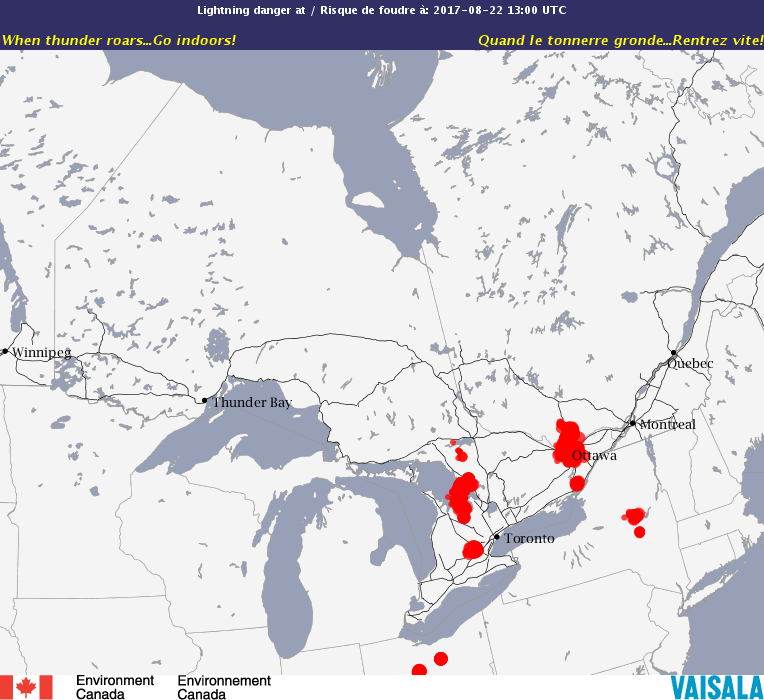 Lightning danger at / Risque de foudre à: 2017-08-22 13:00 UTC
When thunder roars...Go indoors!
Quand le tonnerre gronde...Rentrez vite!
Winnipeg
Quebec
Thunder Bay
Montreal
Ottawa
Toronto
Environment
Canada
Environnement
Canada
VAISALA